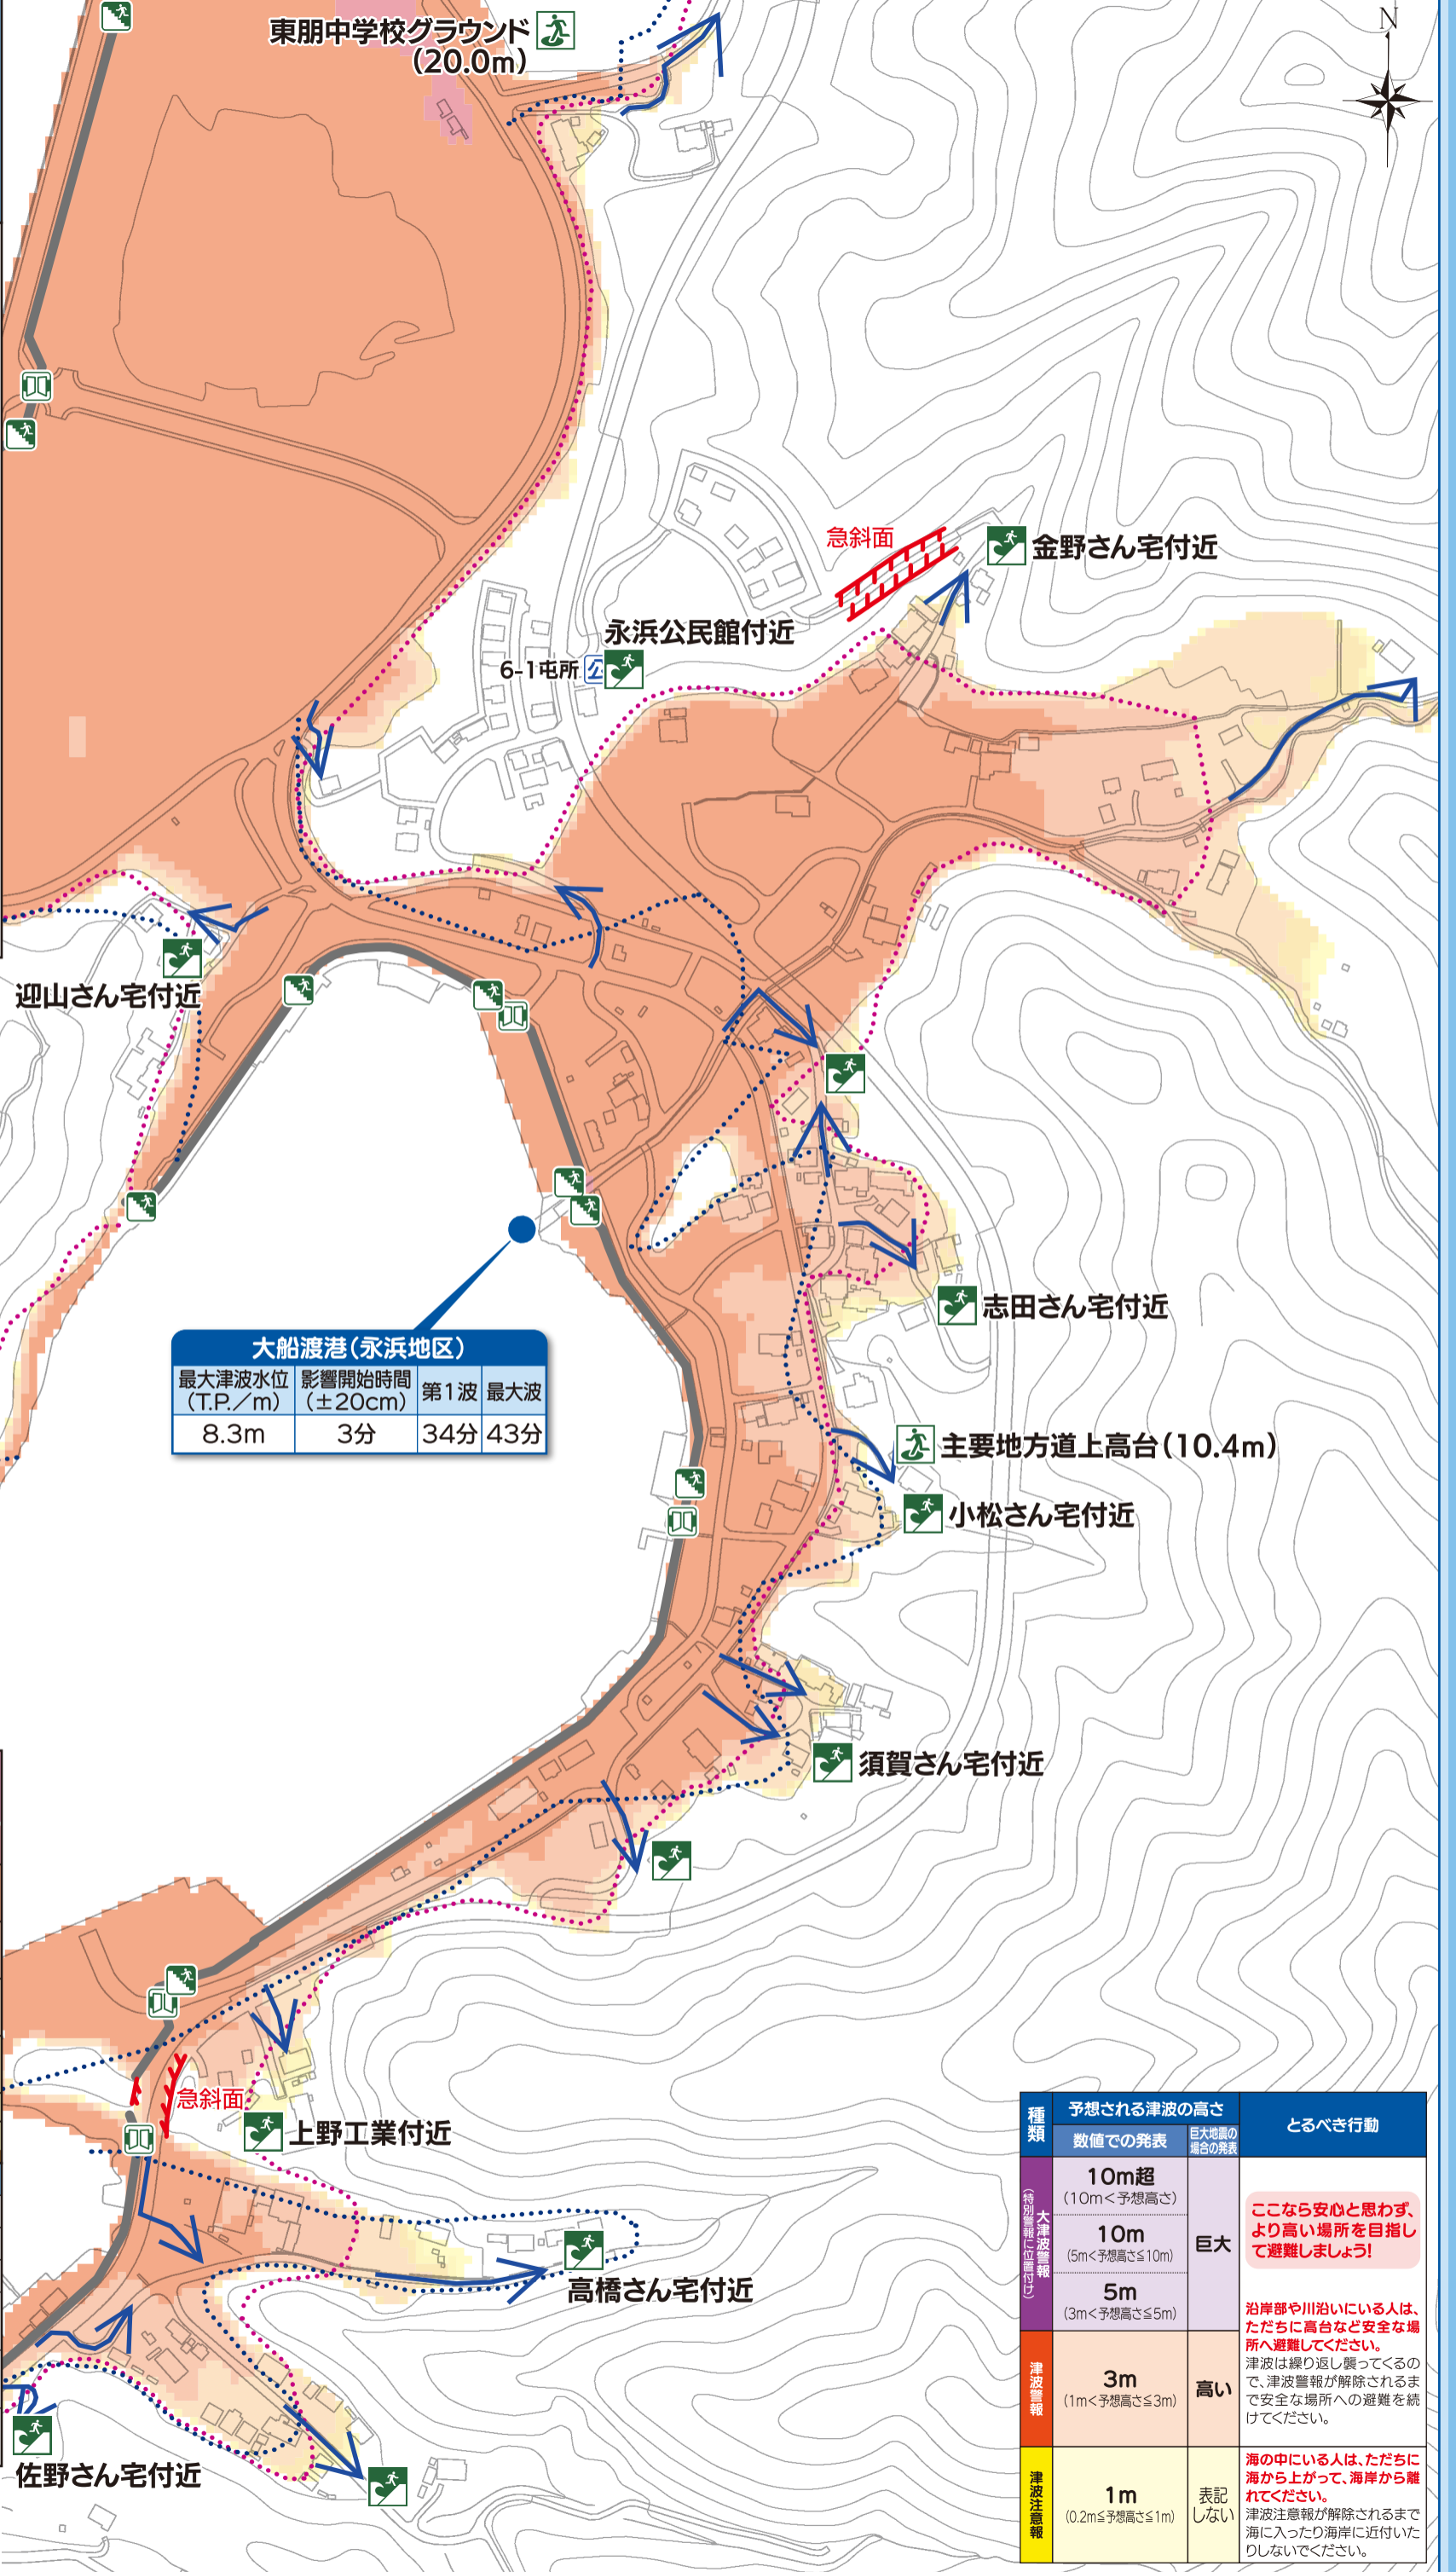 東朋中学校グラウンド
(20.0m)
N
急斜面
金野さん宅付近
永浜公民館付近
6-1屯所
公
迎山さん宅付近
志田さん宅付近
大船渡港(永浜地区)
最大津波水位
(T.P./m)
影響開始時間
(±20cm)
第1波
最大波
8.3m
3分
34分
43分
主要地方道上高台(10.4m)
小松さん宅付近
須賀さん宅付近
急斜面
上野工業付近
高橋さん宅付近
佐野さん宅付近
種類
予想される津波の高さ
数値での発表
巨大地震の
場合の発表
とるべき行動
大津波警報
(特別警報に位置付け)
10m超
(10m<予想高さ)
10m
(5m<予想高さ≦10m)
5m
(3m<予想高さ≦5m)
巨大
ここなら安心と思わず、
より高い場所を目指し
て避難しましょう!
沿岸部や川沿いにいる人は、
ただちに高台など安全な場
所へ避難してください。
津波は繰り返し襲ってくるの
で、津波警報が解除されるま
で安全な場所への避難を続
けてください。
津波警報
3m
(1m<予想高さ≦3m)
高い
津波注意報
1m
(0.2m≦予想高さ≦1m)
表記
しない
海の中にいる人は、ただちに
海から上がって、海岸から離
れてください。
津波注意報が解除されるまで
海に入ったり海岸に近付いた
りしないでください。